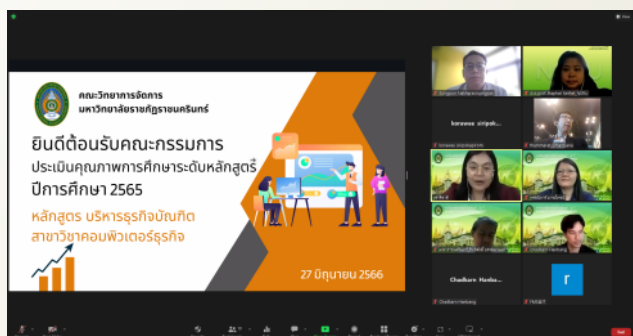 คณะวิทยาการจัดการ
มหาวิทยาลัยราชภัฏราชนครินทร์
ยินดีต้อนรับคณะกรรมการ
ประเมินคุณภาพการศึกษาระดับหลักสูตร
ปีการศึกษา 2565
หลักสูตร บริหารธุรกิจบัณฑิต
สาขาวิชาคอมพิวเตอร์ธุรกิจ
27 มิถุนายน 2566
karawee siripok...
Chadbarn Hanba...
r